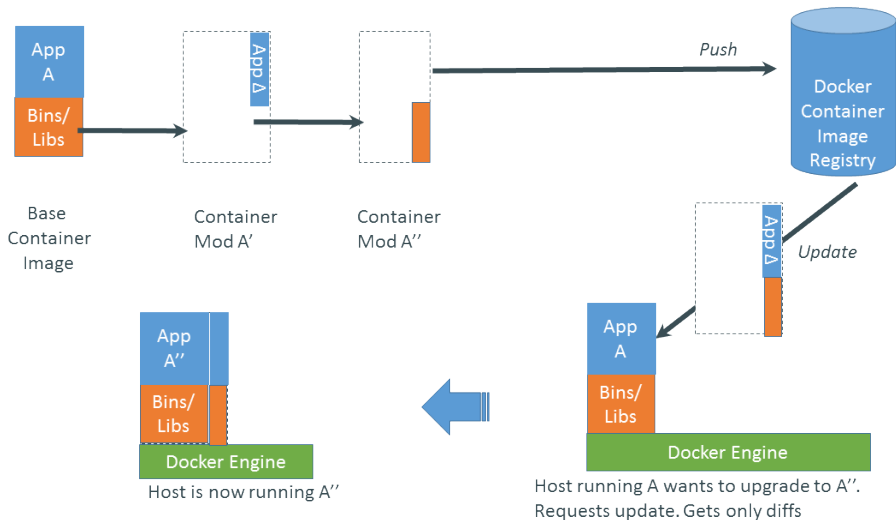 App
A
Bins/
Libs
Base
Container
Image
App Δ
Container
Mod A'
Container
Mod A''
Push
Docker
Container
Image
Registry
App Δ
Update
App
A
Bins/
Libs
Docker Engine
Host running A wants to upgrade to A''.
Requests update. Gets only diffs
App
A''
Bins/
Libs
Docker Engine
Host is now running A''